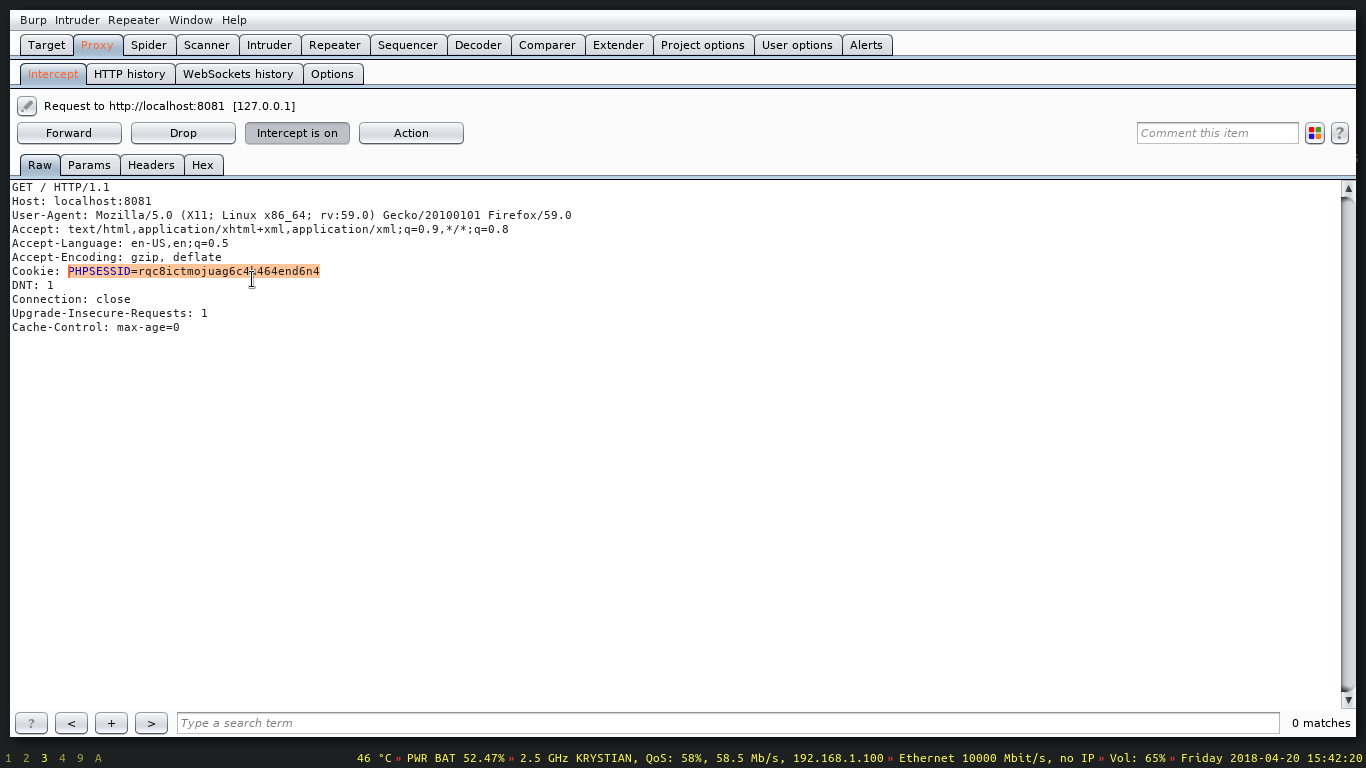 Burp Intruder Repeater Window Help
Target Proxy Spider Scanner Intruder Repeater Sequencer Decoder Comparer Extender Project options User options Alerts
Intercept HTTP history WebSockets history Options
Request to http://localhost:8081 [127.0.0.1]
Forward Drop Intercept is on Action Comment this item ?
Raw Params Headers Hex
GET / HTTP/1.1
Host: localhost:8081
User-Agent: Mozilla/5.0 (X11; Linux x86_64; rv:59.0) Gecko/20100101 Firefox/59.0
Accept: text/html,application/xhtml+xml,application/xml;q=0.9,*/*;q=0.8
Accept-Language: en-US,en;q=0.5
Accept-Encoding: gzip, deflate
Cookie:
DNT: 1
Connection: close
Upgrade-Insecure-Requests: 1
Cache-Control: max-age=0
? < + > Type a search term 0 matches
1 2 3 4 9 A 46 °C» PWR BAT 52.47%» 2.5 GHz KRYSTIAN, QoS: 58%, 58.5 Mb/s, 192.168.1.100» Ethernet 10000 Mbit/s, no IP» Vol: 65%» Friday 2018-04-20 15:42:20